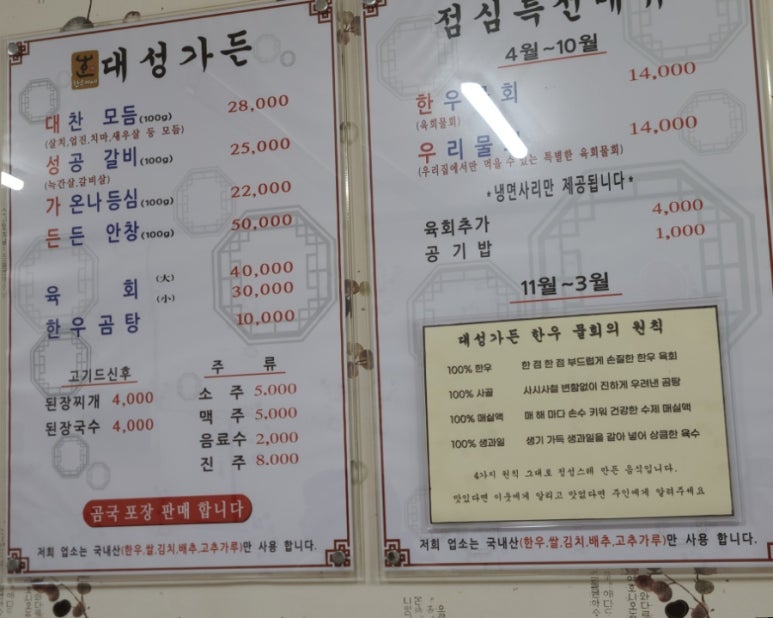 대성가든
대찬 모듬(100g) 28,000
(살치,업진,치마,새우살 등 모듬)
성공 갈비(100g) 25,000
(늑간살,갈비살)
가온나등심(100g) 22,000
든든 안창(100g) 50,000
육 회 (大) 40,000
(小) 30,000
한우곰탕 10,000
고기드신후
된장찌개 4,000
된장국수 4,000
주 류
소 주 5.000
맥 주 5.000
음료수 2,000
진 주 8.000
곰국 포장 판매 합니다
저희 업소는 국내산(한우,쌀,김치,배추,고추가루)만 사용 합니다.
점심특선메뉴
4월~10월
한우물회 14,000
(육회물회)
우리물회 14,000
(우리집에서만 먹을 수 있는 특별한 육회물회)
*냉면사리만 제공됩니다*
육회추가 4,000
공기밥 1,000
11월~3월
대성가든 한우 물회의 원칙
100% 한우 한 점 한 점 부드럽게 손질한 한우 육회
100% 사골 사시사철 변함없이 진하게 우려낸 곰탕
100% 매실액 매 해 마다 손수 키워 건강한 수제 매실액
100% 생과일 생기 가득 생과일을 갈아 넣어 상큼한 육수
4가지 원칙 그대로 정성스레 만든 음식입니다.
맛있다면 이웃에게 알리고 맛없다면 주인에게 알려주세요
저희 업소는 국내산(한우,쌀,김치,배추,고추가루)만 사용 합니다.